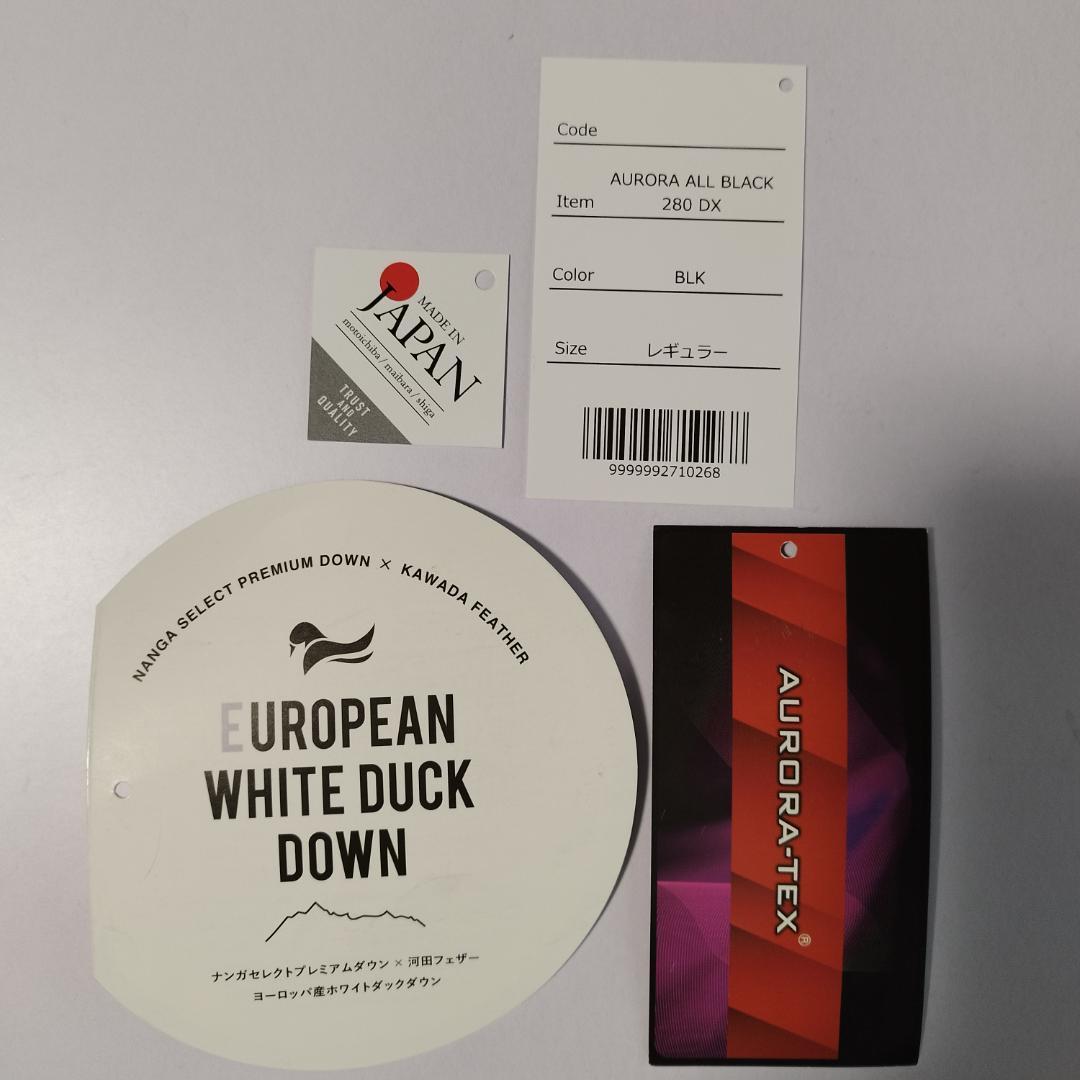 Code
AURORA ALL BLACK
Item 280 DX
Color BLK
Size レギュラー
9999992710268
MADE IN
JAPAN
motoichiba / maibara / shiga
TRUST
AND
QUALITY
NANGA SELECT PREMIUM DOWN × KAWADA FEATHER
EUROPEAN
WHITE DUCK
DOWN
ナンガセレクトプレミアムダウン × 河田フェザー
ヨーロッパ産ホワイトダックダウン
AURORA-TEX®